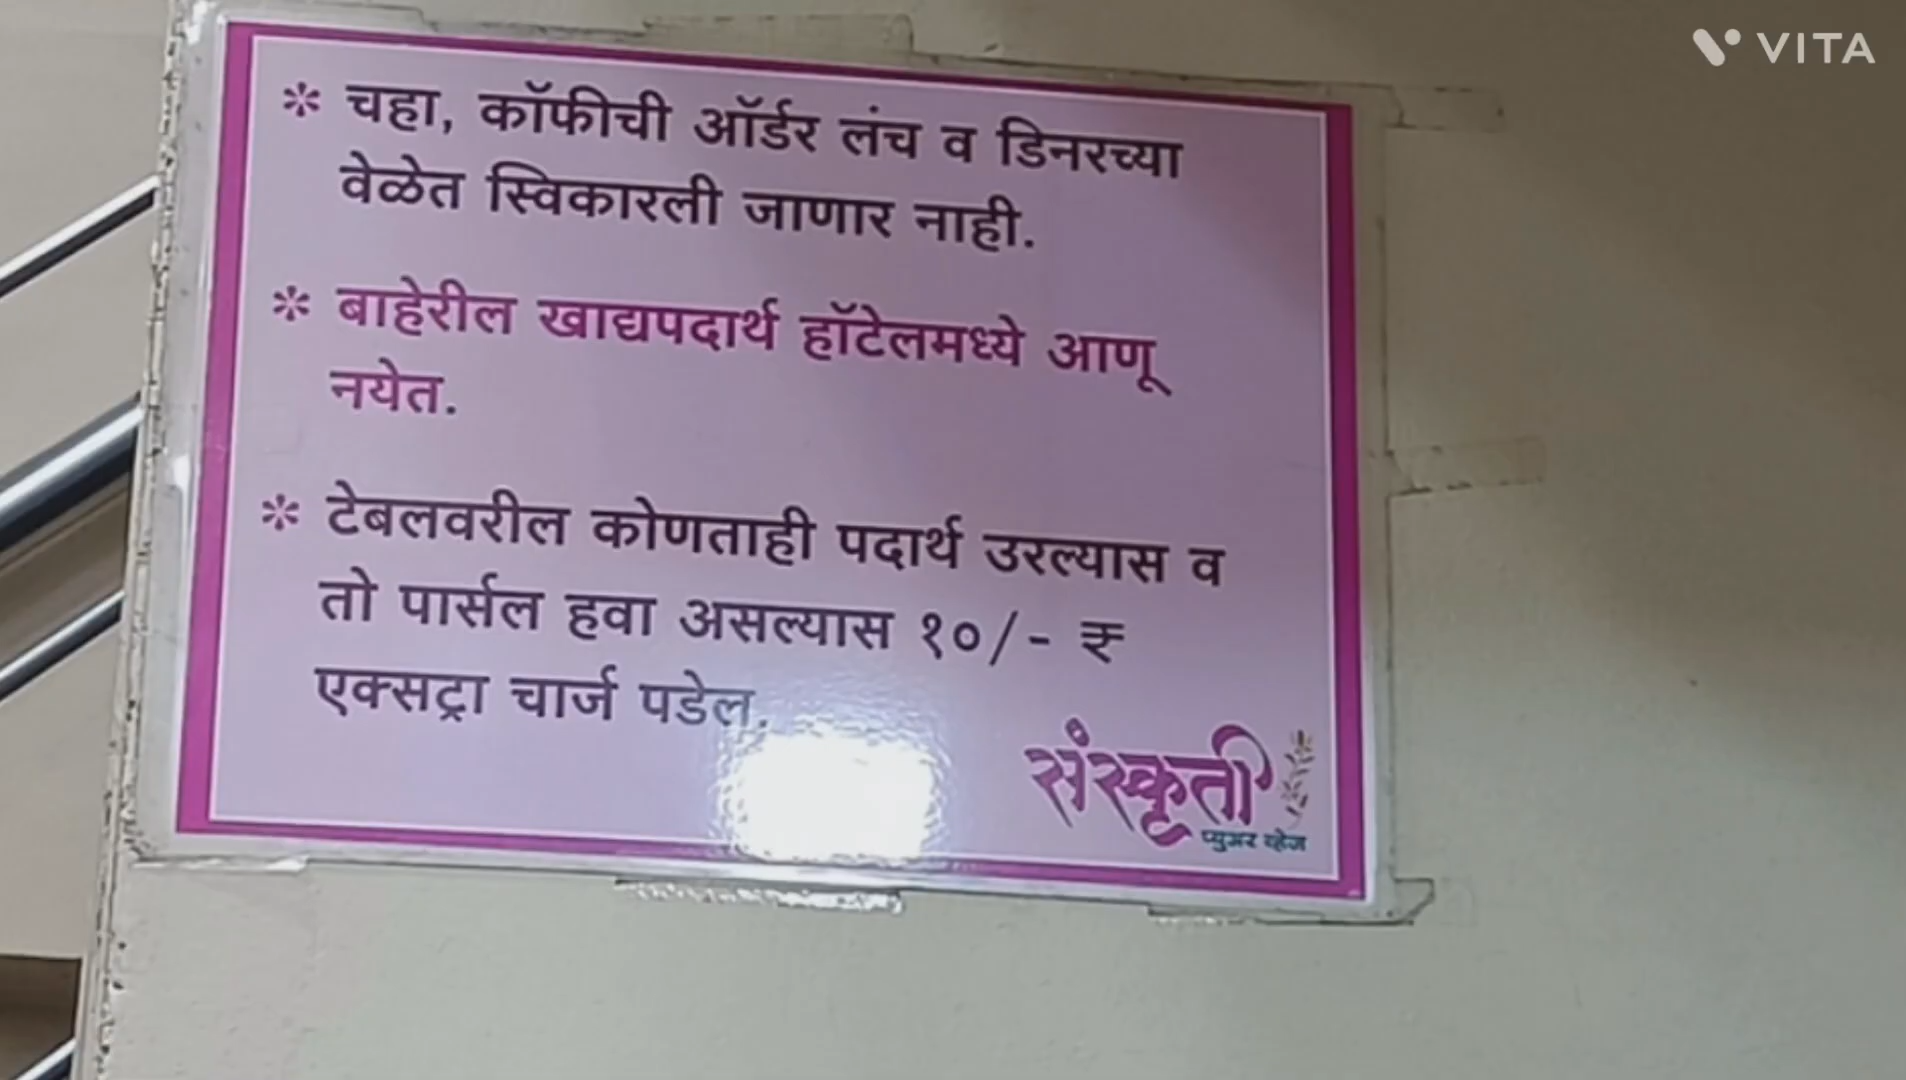 VITA
* चहा, कॉफीची ऑर्डर लंच व डिनरच्या
वेळेत स्विकारली जाणार नाही.
* बाहेरील खाद्यपदार्थ हॉटेलमध्ये आणू
नयेत.
* टेबलवरील कोणताही पदार्थ उरल्यास व
तो पार्सल हवा असल्यास १०/- ₹
एक्सट्रा चार्ज पडेल.
संस्कृती
प्युअर व्हेज